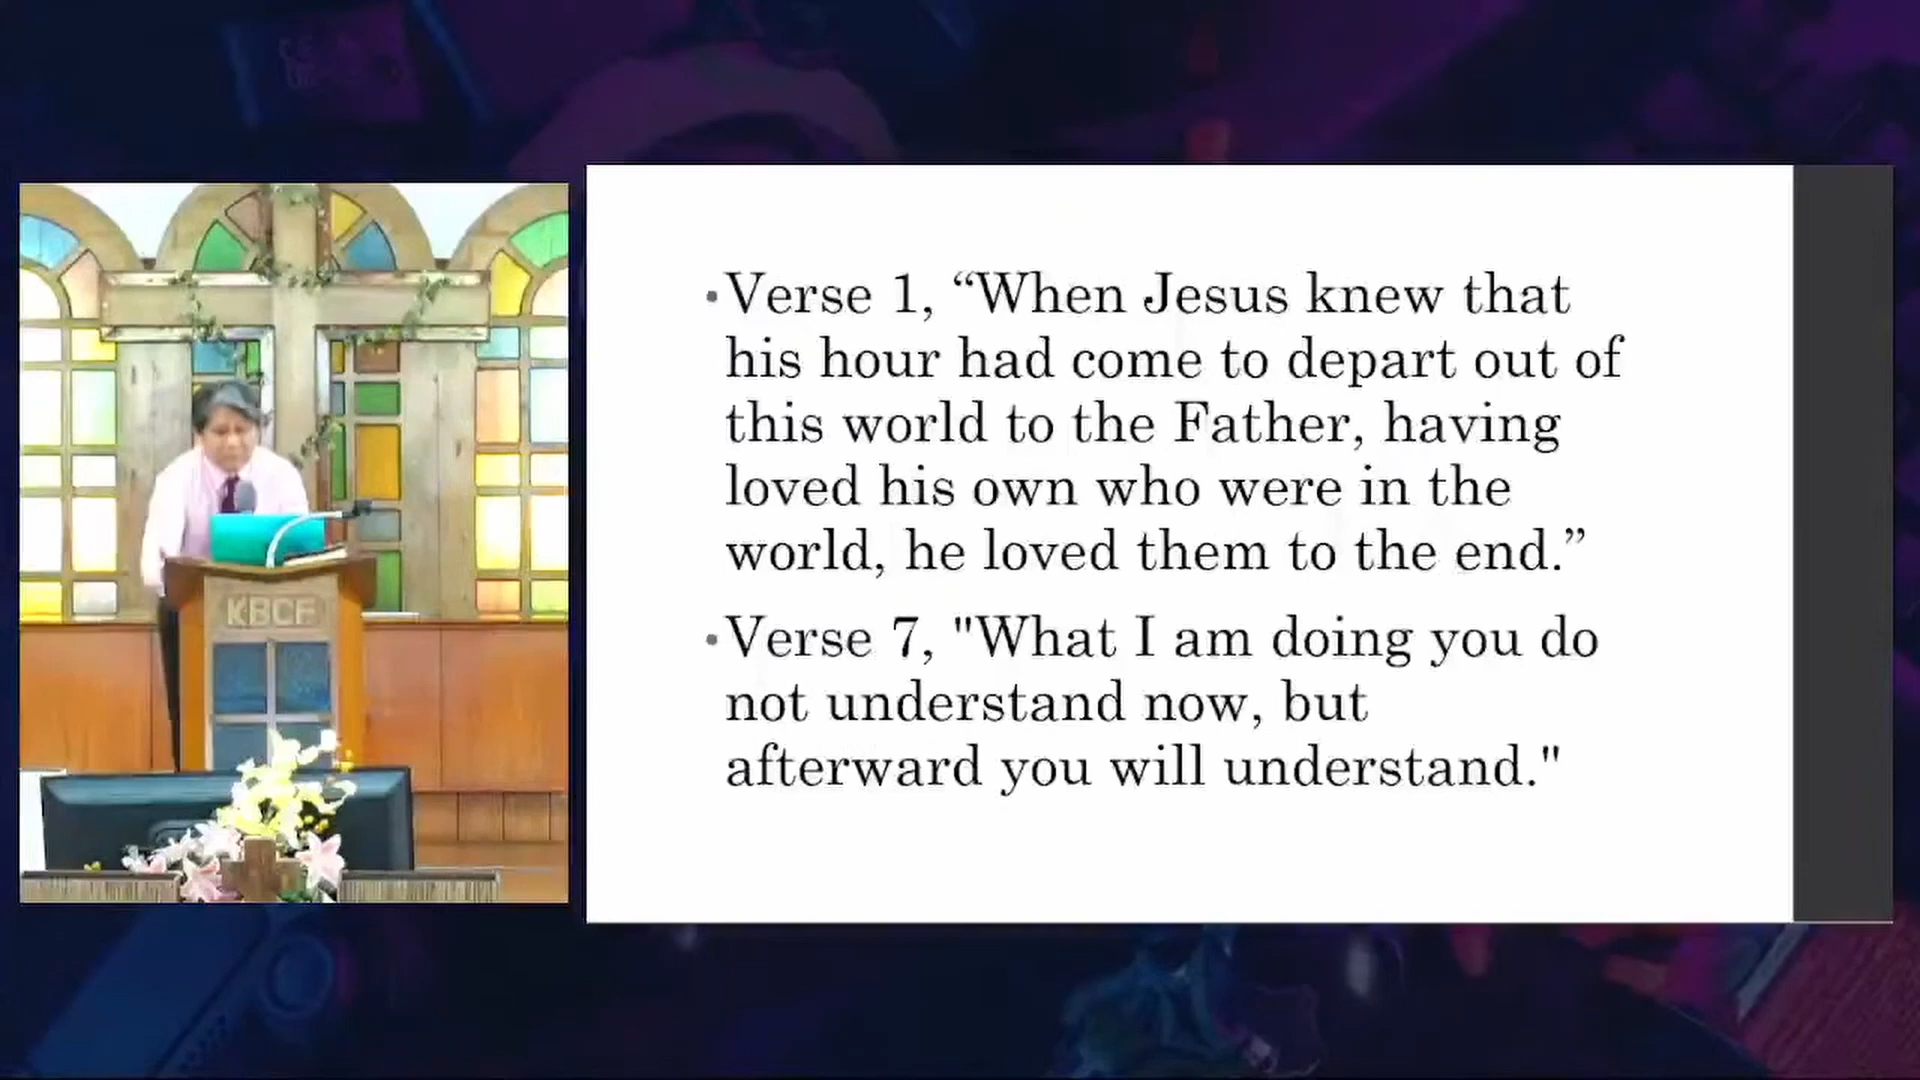 KBCF
• Verse 1, “When Jesus knew that
his hour had come to depart out of
this world to the Father, having
loved his own who were in the
world, he loved them to the end.”
• Verse 7, "What I am doing you do
not understand now, but
afterward you will understand."